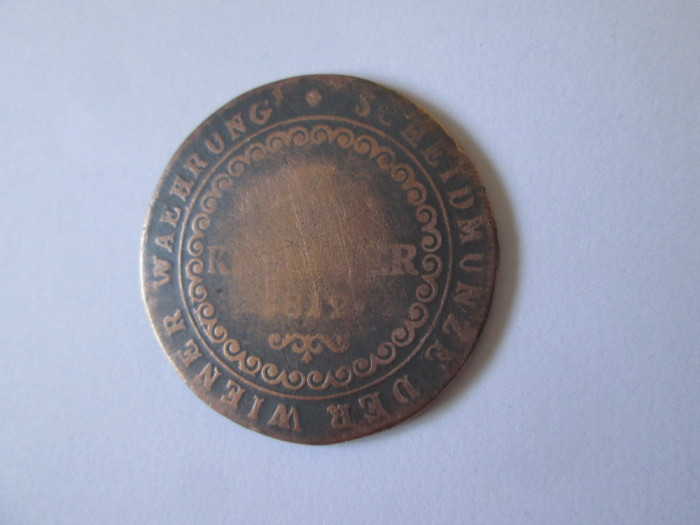 SCHEIDMUNZE DER WIENER WAEHRUNG
1812